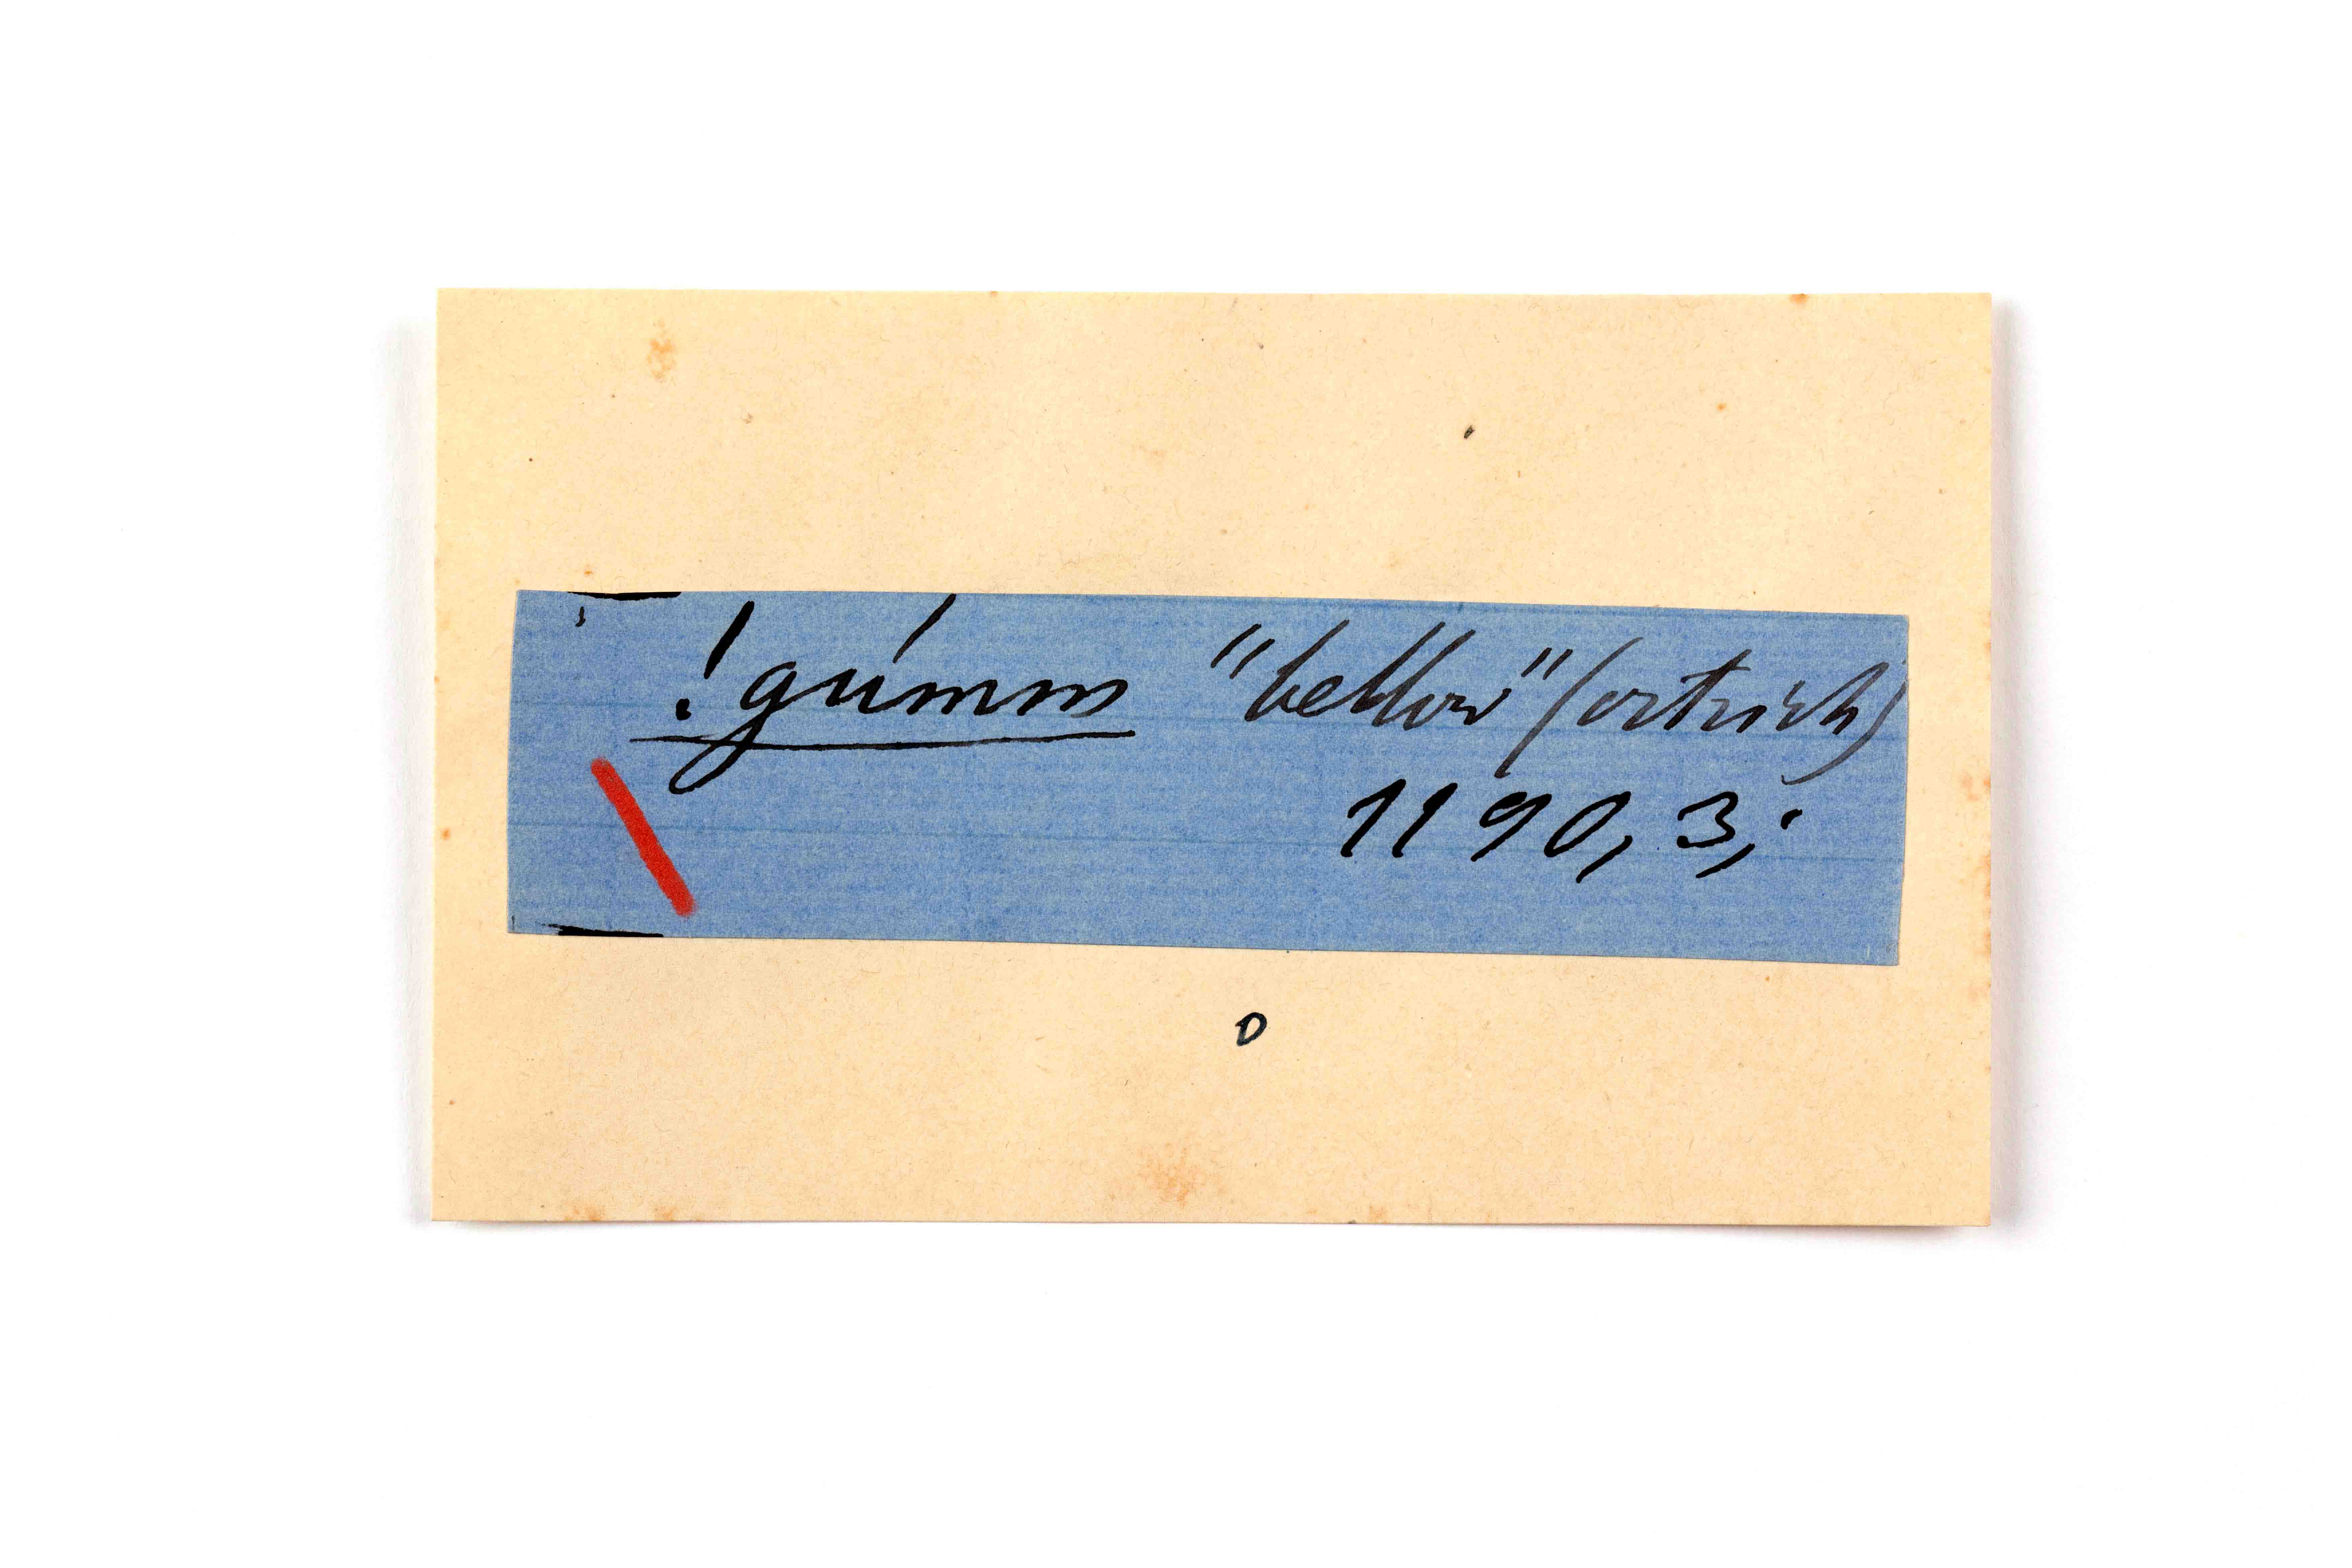 !gúmm "bellow" (ostrich)
1190, 3;
o